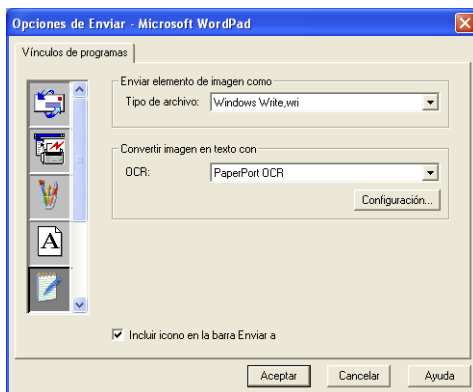 Opciones de Enviar - Microsoft WordPad
Vínculos de programas
Enviar elemento de imagen como
Tipo de archivo: Windows Write,wri
Convertir imagen en texto con
OCR: PaperPort OCR
Configuración...
A
Incluir icono en la barra Enviar a
Aceptar Cancelar Ayuda